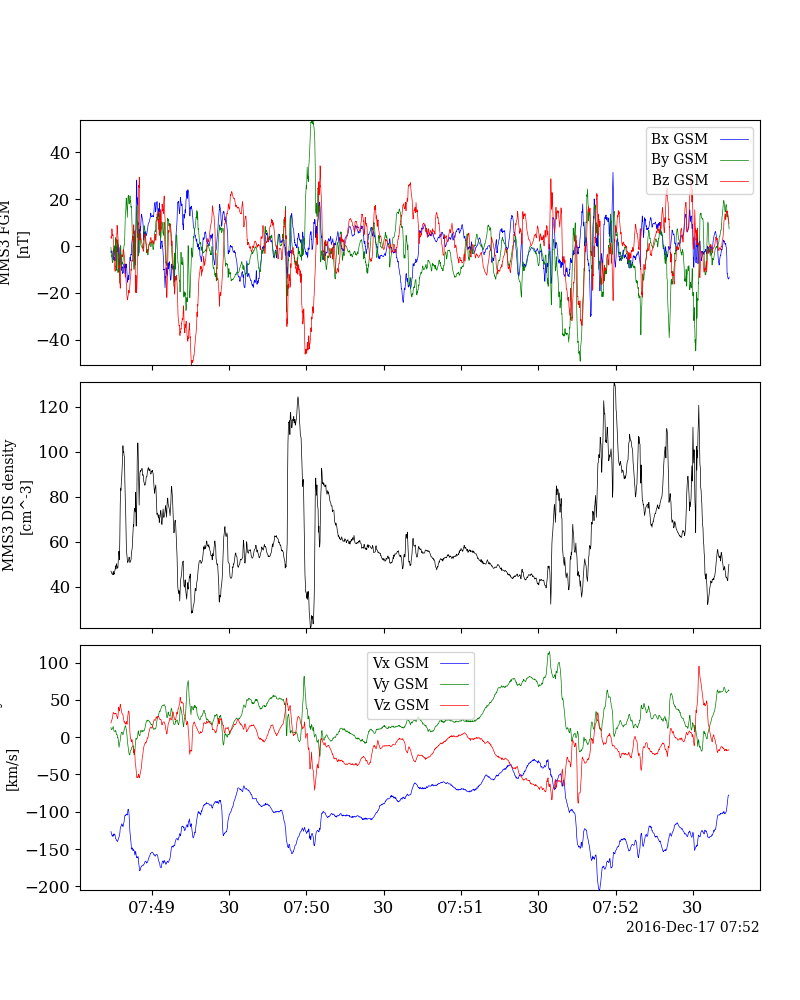 MMS3 FGM
[nT]
40
20
0
−20
−40
Bx GSM
By GSM
Bz GSM
MMS3 DIS density
[cm^-3]
120
100
80
60
40
[km/s]
100
50
0
−50
−100
−150
−200
Vx GSM
Vy GSM
Vz GSM
07:49 30 07:50 30 07:51 30 07:52 30
2016-Dec-17 07:52